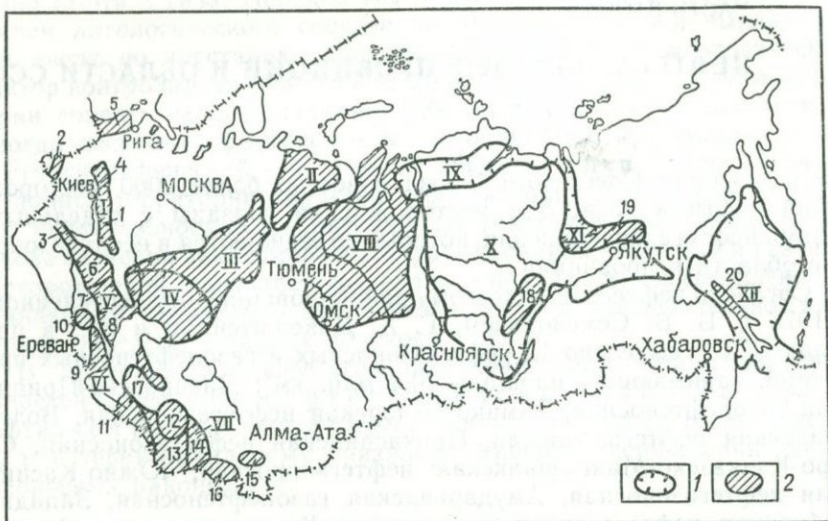 5
Рига
2
4
Киев
I
1
МОСКВА
3
II
III
IX
19
XI
Якутск
X
VIII
Тюмень
Омск
6
7
V
IV
18
20
XII
10
8
Ереван
9
VI
Красноярск
Хабаровск
17
11
12
VII
Алма-Ата
13
14
15
16
1
2